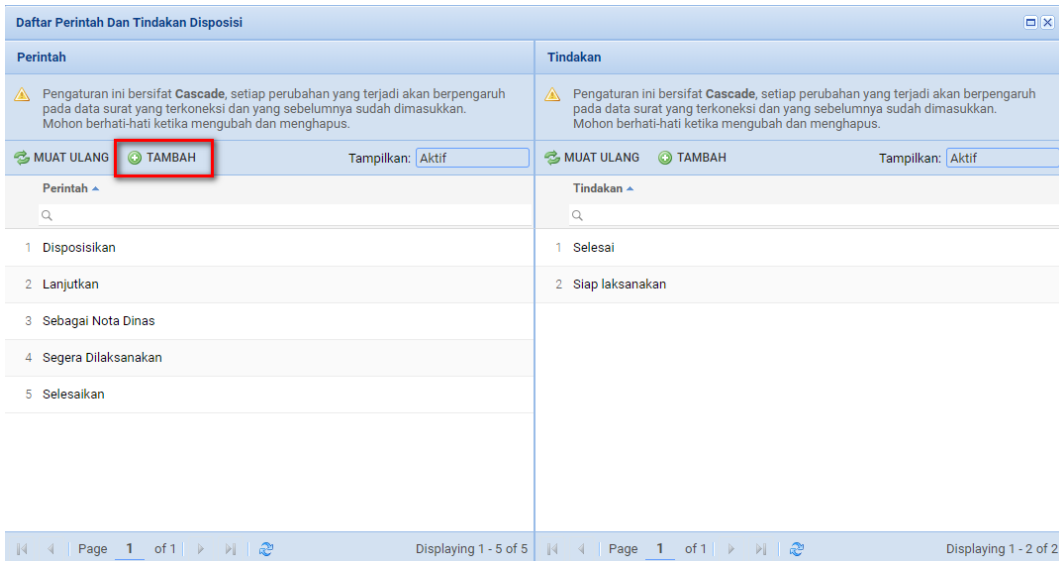 Daftar Perintah Dan Tindakan Disposisi
Perintah
Pengaturan ini bersifat Cascade, setiap perubahan yang terjadi akan berpengaruh
pada data surat yang terkoneksi dan yang sebelumnya sudah dimasukkan.
Mohon berhati-hati ketika mengubah dan menghapus.
MUAT ULANG TAMBAH Tampilkan: Aktif
Perintah
1 Disposisikan
2 Lanjutkan
3 Sebagai Nota Dinas
4 Segera Dilaksanakan
5 Selesaikan
Page 1 of 1 Displaying 1 - 5 of 5
Tindakan
Pengaturan ini bersifat Cascade, setiap perubahan yang terjadi akan berpengaruh
pada data surat yang terkoneksi dan yang sebelumnya sudah dimasukkan.
Mohon berhati-hati ketika mengubah dan menghapus.
MUAT ULANG TAMBAH Tampilkan: Aktif
Tindakan
1 Selesai
2 Siap laksanakan
Page 1 of 1 Displaying 1 - 2 of 2